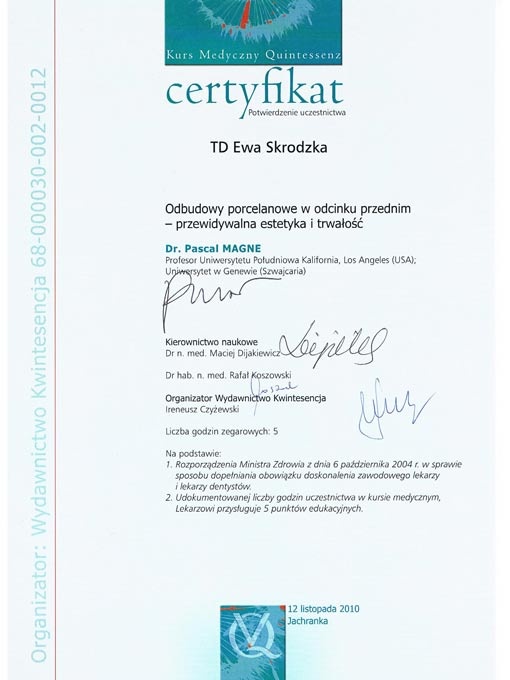 Kurs Medyczny Quintessenz
certyfikat
Potwierdzenie uczestnictwa
TD Ewa Skrodzka
Odbudowy porcelanowe w odcinku przednim
– przewidywalna estetyka i trwałość
Dr. Pascal MAGNE
Profesor Uniwersytetu Południowa Kalifornia, Los Angeles (USA);
Uniwersytet w Genewie (Szwajcaria)
Kierownictwo naukowe
Dr n. med. Maciej Dijakiewicz
Dr hab. n. med. Rafał Koszowski
Organizator Wydawnictwo Kwintesencja
Ireneusz Czyżewski
Liczba godzin zegarowych: 5
Na podstawie:
1. Rozporządzenia Ministra Zdrowia z dnia 6 października 2004 r. w sprawie
sposobu dopełniania obowiązku doskonalenia zawodowego lekarzy
i lekarzy dentystów.
2. Udokumentowanej liczby godzin uczestnictwa w kursie medycznym,
Lekarzowi przysługuje 5 punktów edukacyjnych.
12 listopada 2010
Jachranka
VQ
Organizator: Wydawnictwo Kwintesencja 68-000030-002-0012